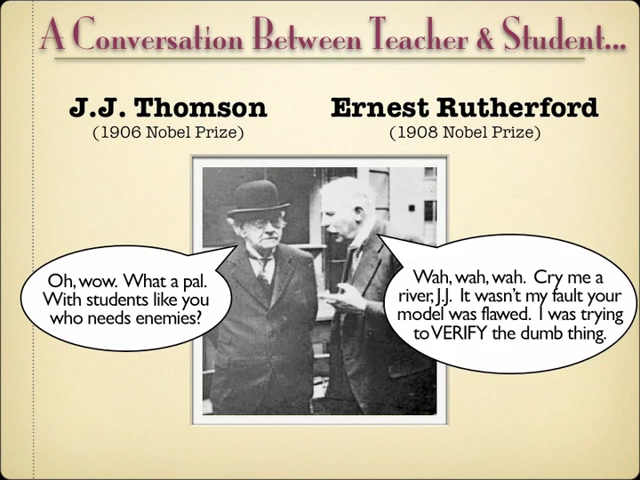 A Conversation Between Teacher & Student...
J.J. Thomson
(1906 Nobel Prize)
Ernest Rutherford
(1908 Nobel Prize)
Oh, wow. What a pal.
With students like you
who needs enemies?
Wah, wah, wah. Cry me a
river, J.J. It wasn't my fault your
model was flawed. I was trying
to VERIFY the dumb thing.